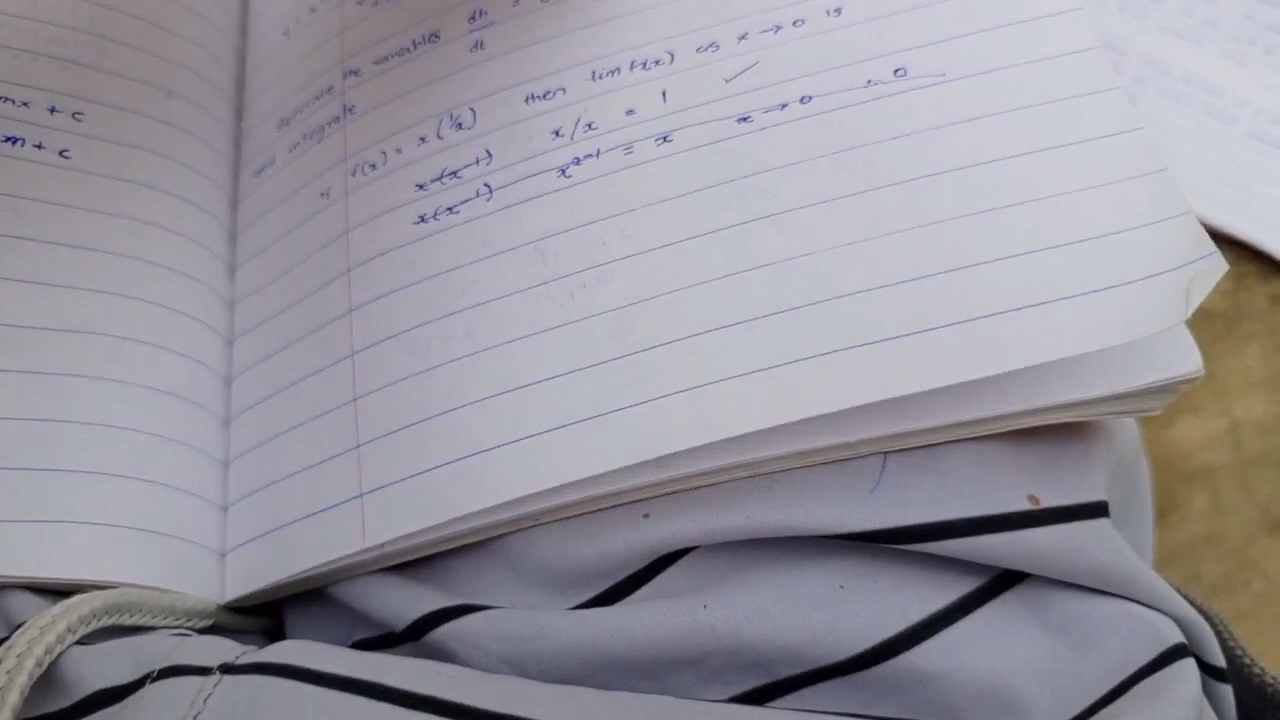 mx + c
m + c
the variables dh/dt =
and integrate
If f(x) = x(1/x) then lim f(x) as x → 0 is
x(x⁻¹) x/x = 1 ✓
x(x⁻¹) x²⁻¹ = x x → 0 = 0